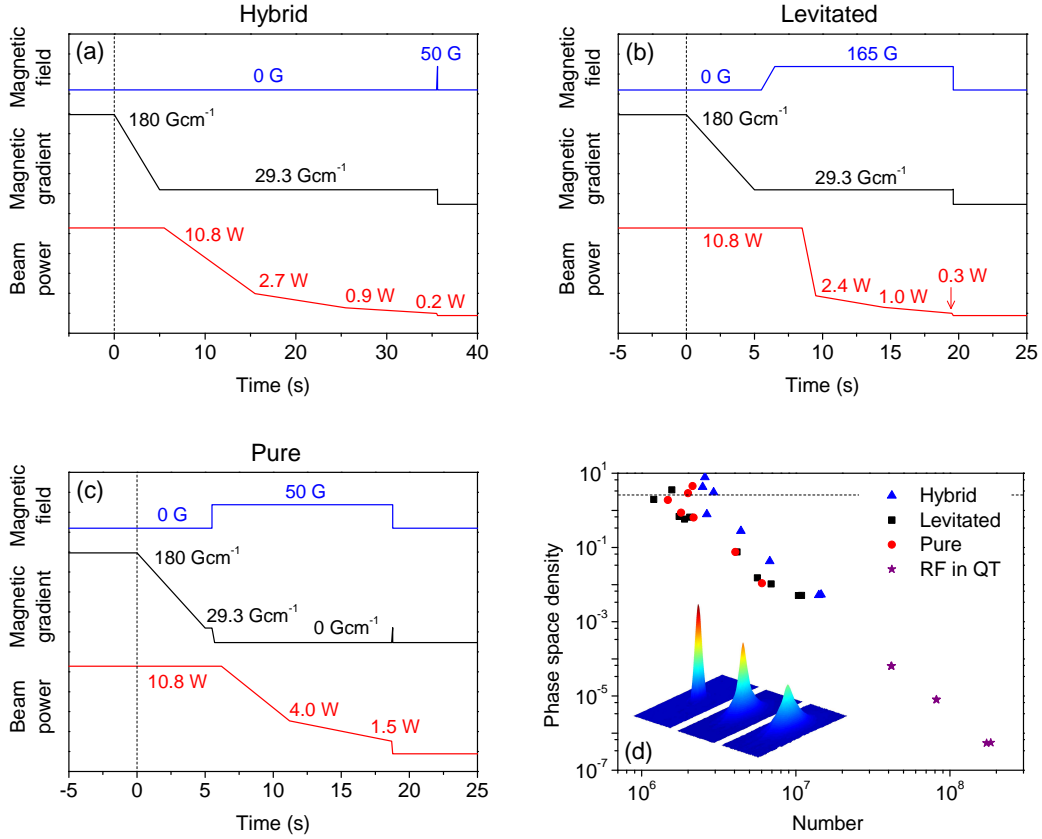 Hybrid
(a)
50 G
0 G
180 Gcm⁻¹
29.3 Gcm⁻¹
10.8 W
2.7 W
0.9 W
0.2 W
Magnetic field
Magnetic gradient
Beam power
0 10 20 30 40
Time (s)
Levitated
(b)
165 G
0 G
180 Gcm⁻¹
29.3 Gcm⁻¹
10.8 W
2.4 W
1.0 W
0.3 W
Magnetic field
Magnetic gradient
Beam power
-5 0 5 10 15 20 25
Time (s)
Pure
(c)
50 G
0 G
180 Gcm⁻¹
29.3 Gcm⁻¹
0 Gcm⁻¹
10.8 W
4.0 W
1.5 W
Magnetic field
Magnetic gradient
Beam power
-5 0 5 10 15 20 25
Time (s)
Phase space density
10¹
10⁻¹
10⁻³
10⁻⁵
10⁻⁷
Hybrid
Levitated
Pure
RF in QT
(d)
10⁶ 10⁷ 10⁸
Number